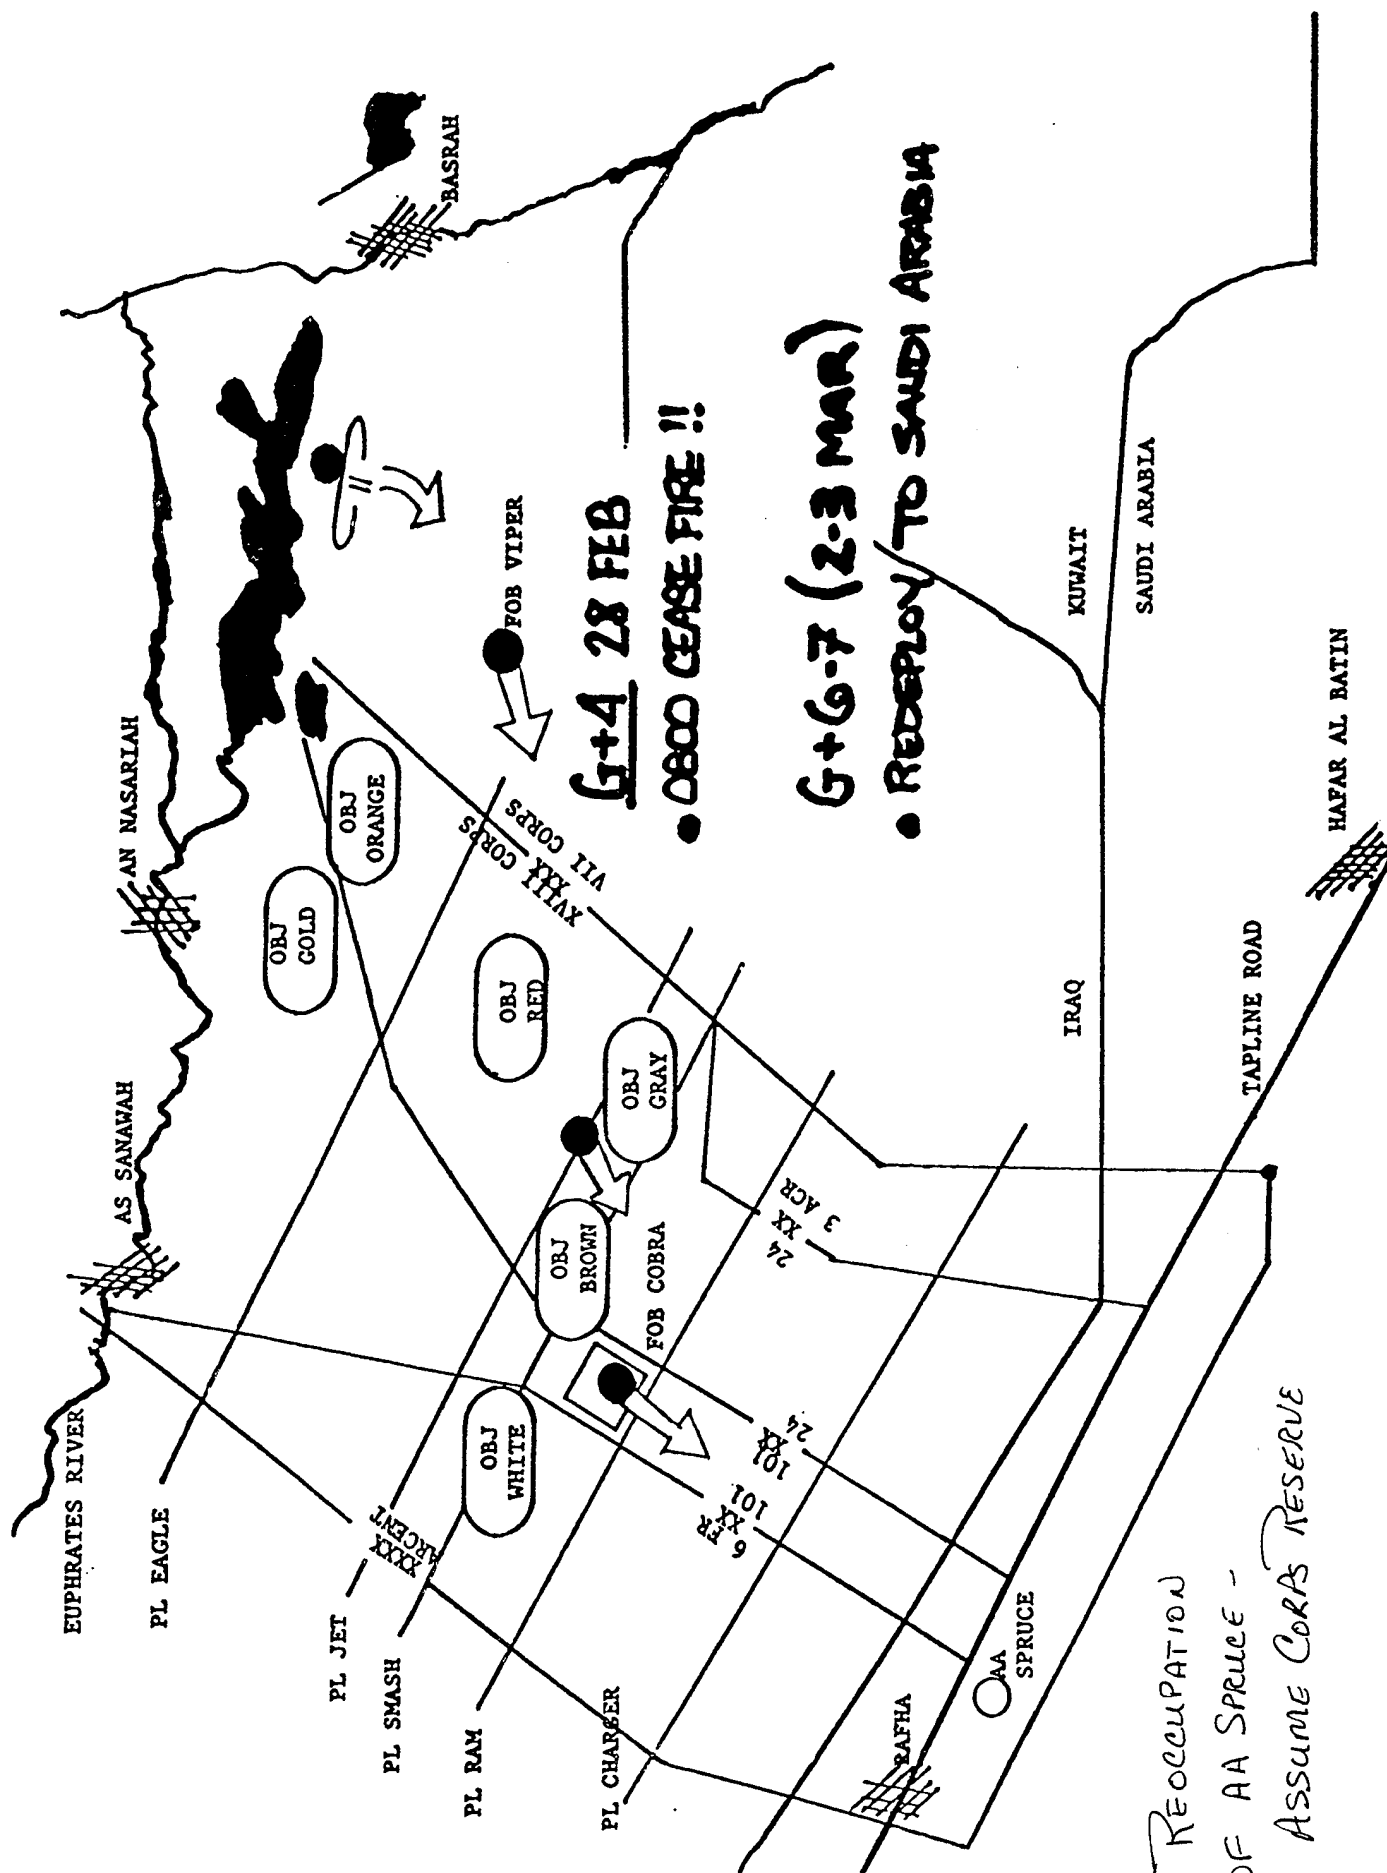 EUPHRATES RIVER
AS SANAWAH
AN NASARIAH
BASRAH
PL EAGLE
PL JET
PL SMASH
PL RAM
PL CHARGER
XXXX
ARCENT
OBJ
WHITE
OBJ
BROWN
OBJ
GRAY
OBJ
RED
OBJ
GOLD
OBJ
ORANGE
FOB COBRA
FOB VIPER
XVIII CORPS
XXX
VII CORPS
6 FR
XX
101
101
XX
24
24
XX
3 ACR
G+4 28 FEB
• 0800 CEASE FIRE !!
G+6-7 (2-3 MAR)
• REDEPLOY TO SAUDI ARABIA
IRAQ
KUWAIT
SAUDI ARABIA
RAFHA
AA
SPRUCE
TAPLINE ROAD
HAFAR AL BATIN
REOCCUPATION
OF AA SPRUCE -
ASSUME CORPS RESERVE